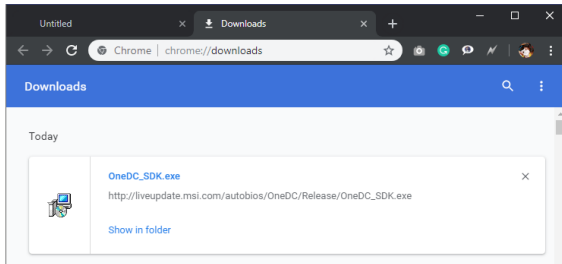 Untitled
Downloads
Chrome | chrome://downloads
Downloads
Today
OneDC_SDK.exe
http://liveupdate.msi.com/autobios/OneDC/Release/OneDC_SDK.exe
Show in folder